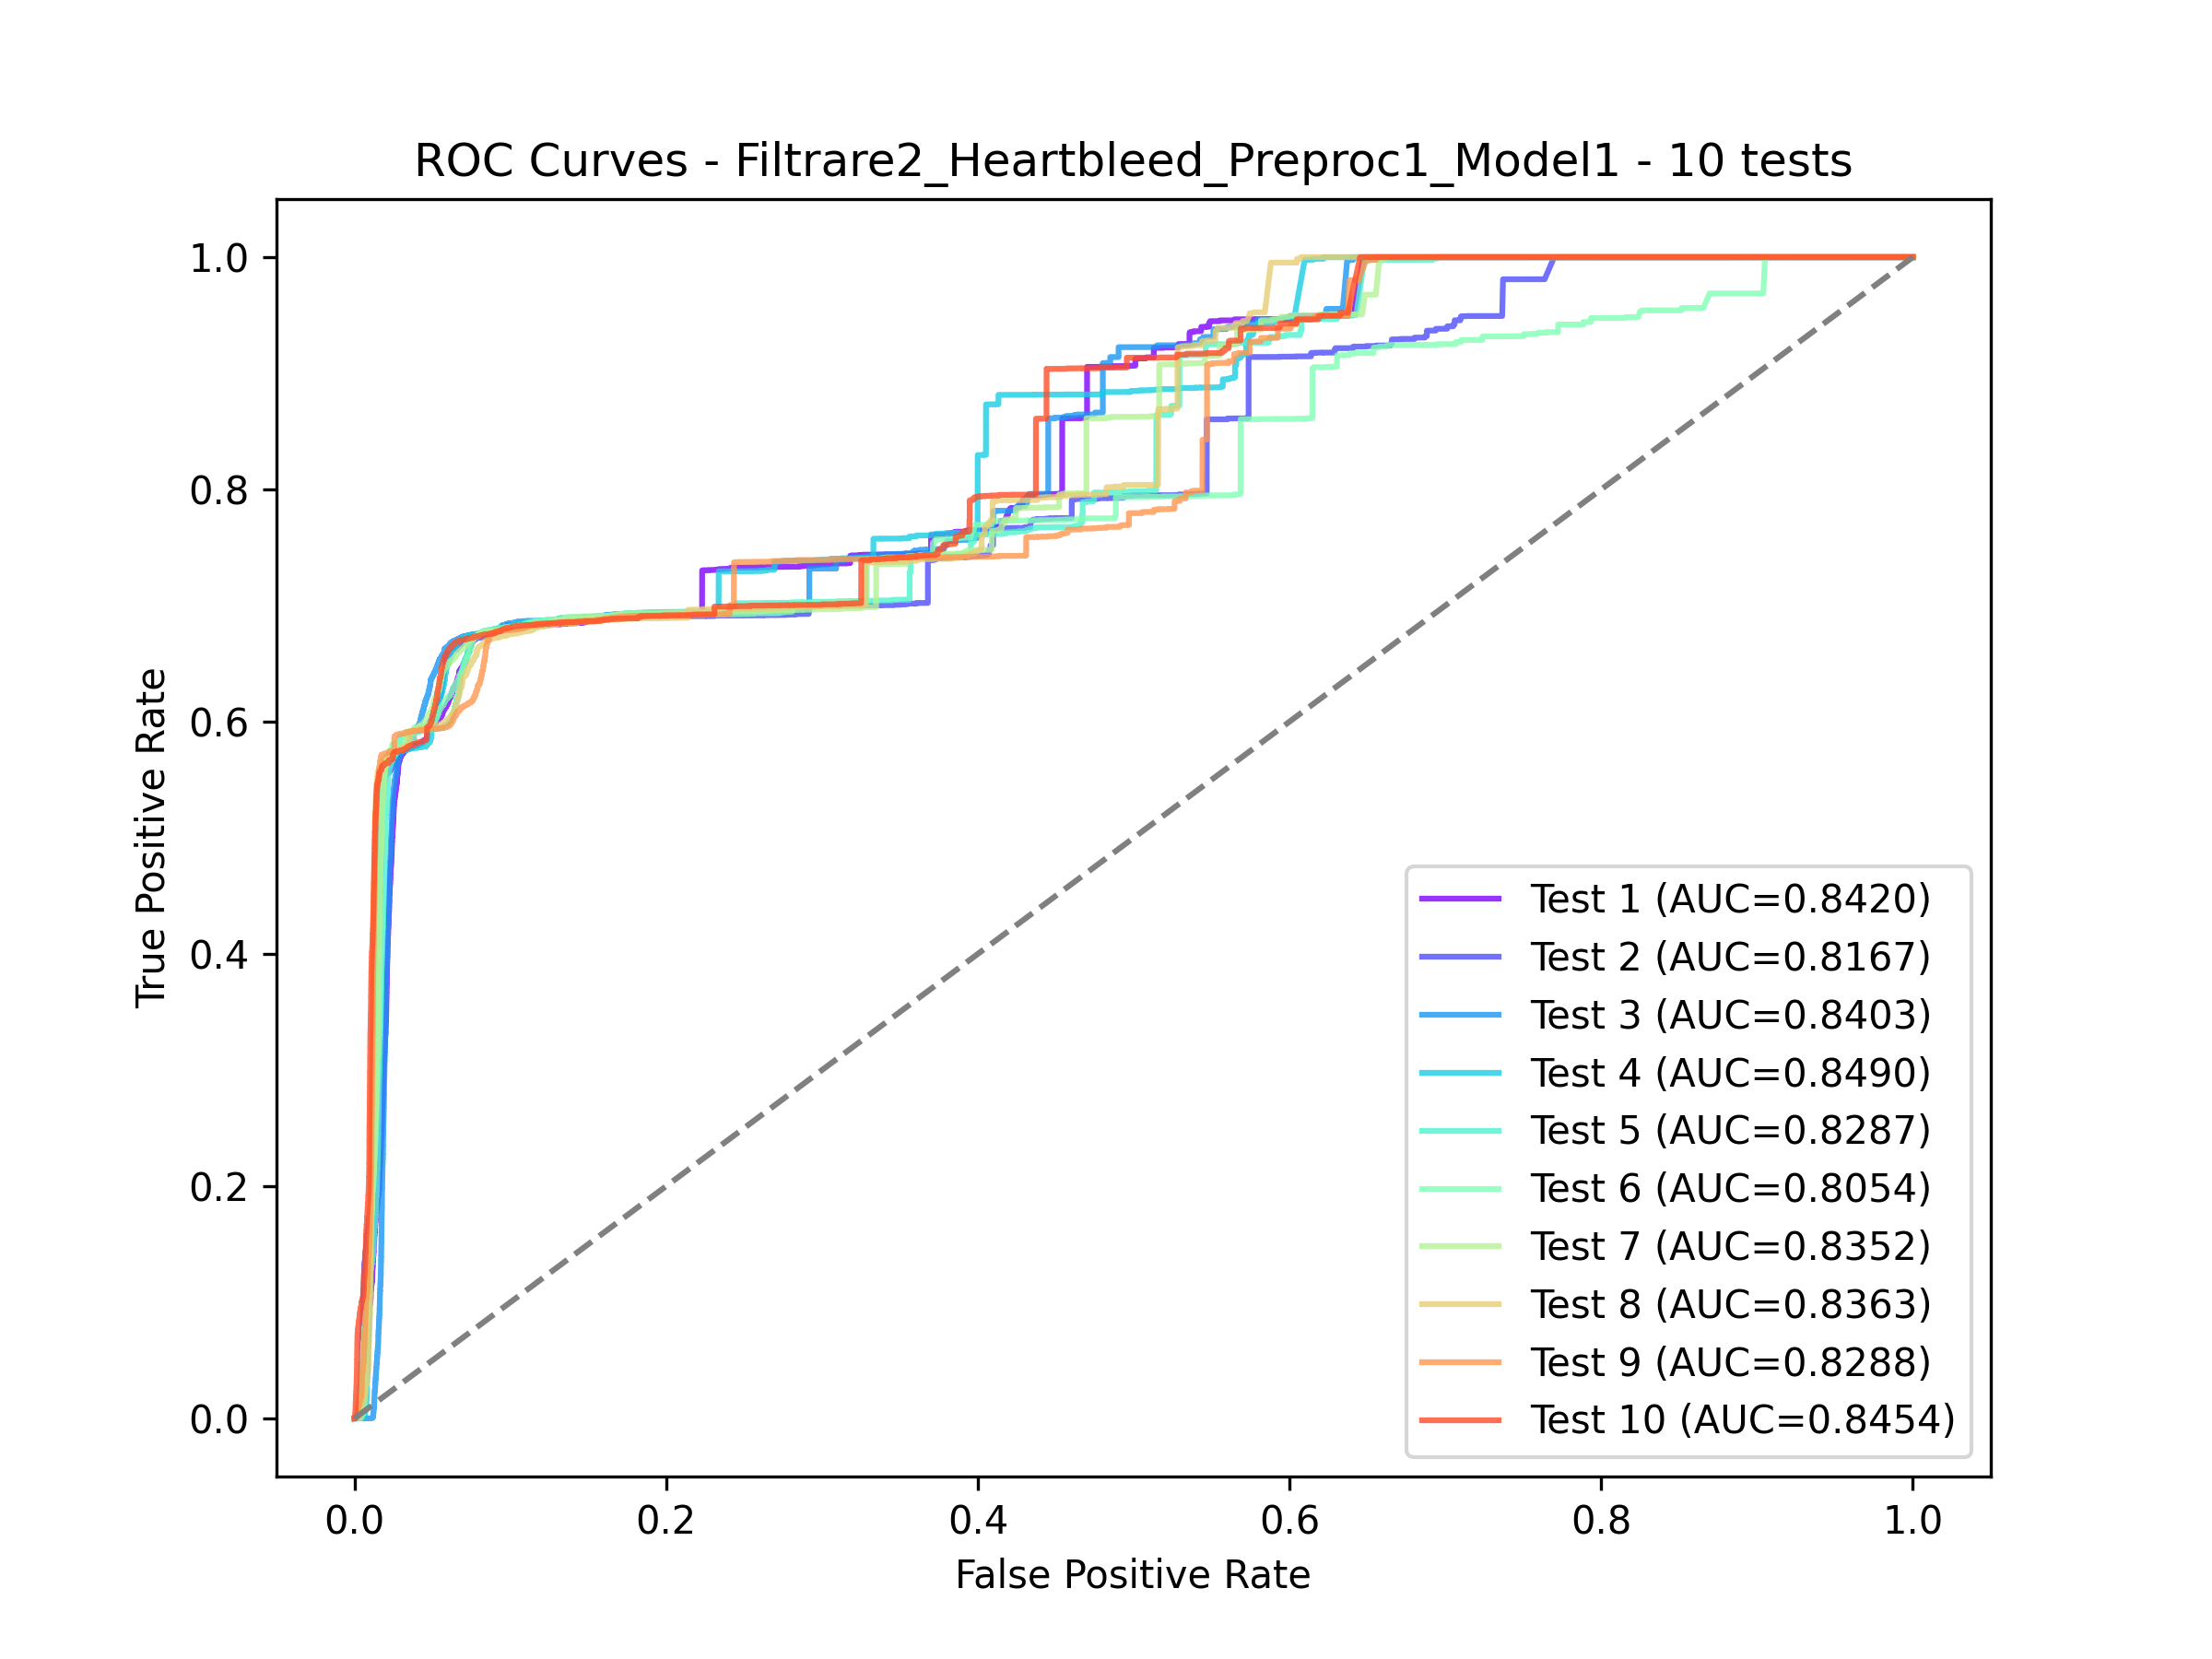 ROC Curves - Filtrare2_Heartbleed_Preproc1_Model1 - 10 tests
True Positive Rate
1.0
0.8
0.6
0.4
0.2
0.0
Test 1 (AUC=0.8420)
Test 2 (AUC=0.8167)
Test 3 (AUC=0.8403)
Test 4 (AUC=0.8490)
Test 5 (AUC=0.8287)
Test 6 (AUC=0.8054)
Test 7 (AUC=0.8352)
Test 8 (AUC=0.8363)
Test 9 (AUC=0.8288)
Test 10 (AUC=0.8454)
0.0 0.2 0.4 0.6 0.8 1.0
False Positive Rate